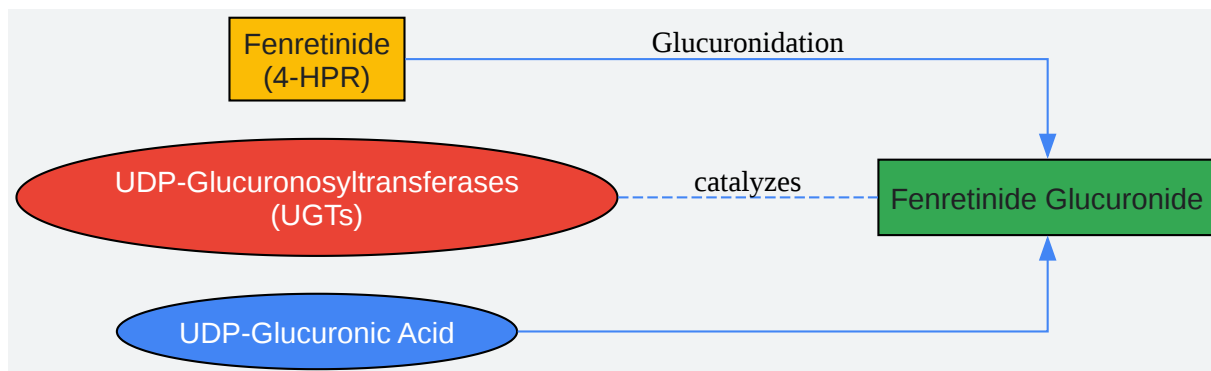 Fenretinide
(4-HPR)
Glucuronidation
UDP-Glucuronosyltransferases
(UGTs)
catalyzes
Fenretinide Glucuronide
UDP-Glucuronic Acid